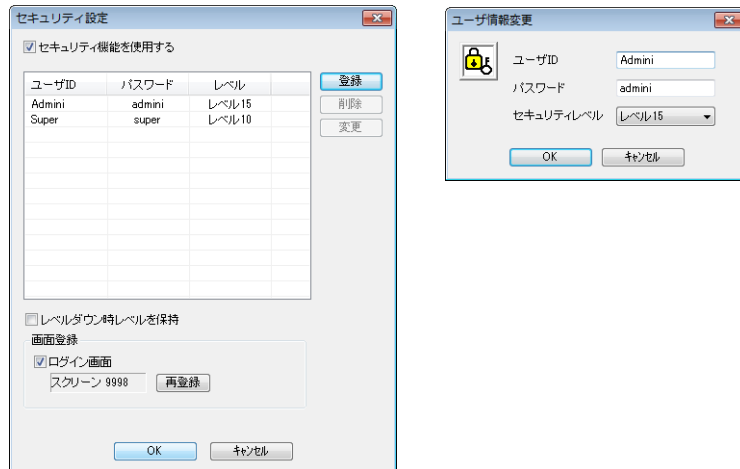 セキュリティ設定
セキュリティ機能を使用する
ユーザID パスワード レベル
Admini admini レベル15
Super super レベル10
登録
削除
変更
レベルダウン時レベルを保持
画面登録
ログイン画面
スクリーン 9998 再登録
OK キャンセル
ユーザ情報変更
ユーザID Admini
パスワード admini
セキュリティレベル レベル15
OK キャンセル